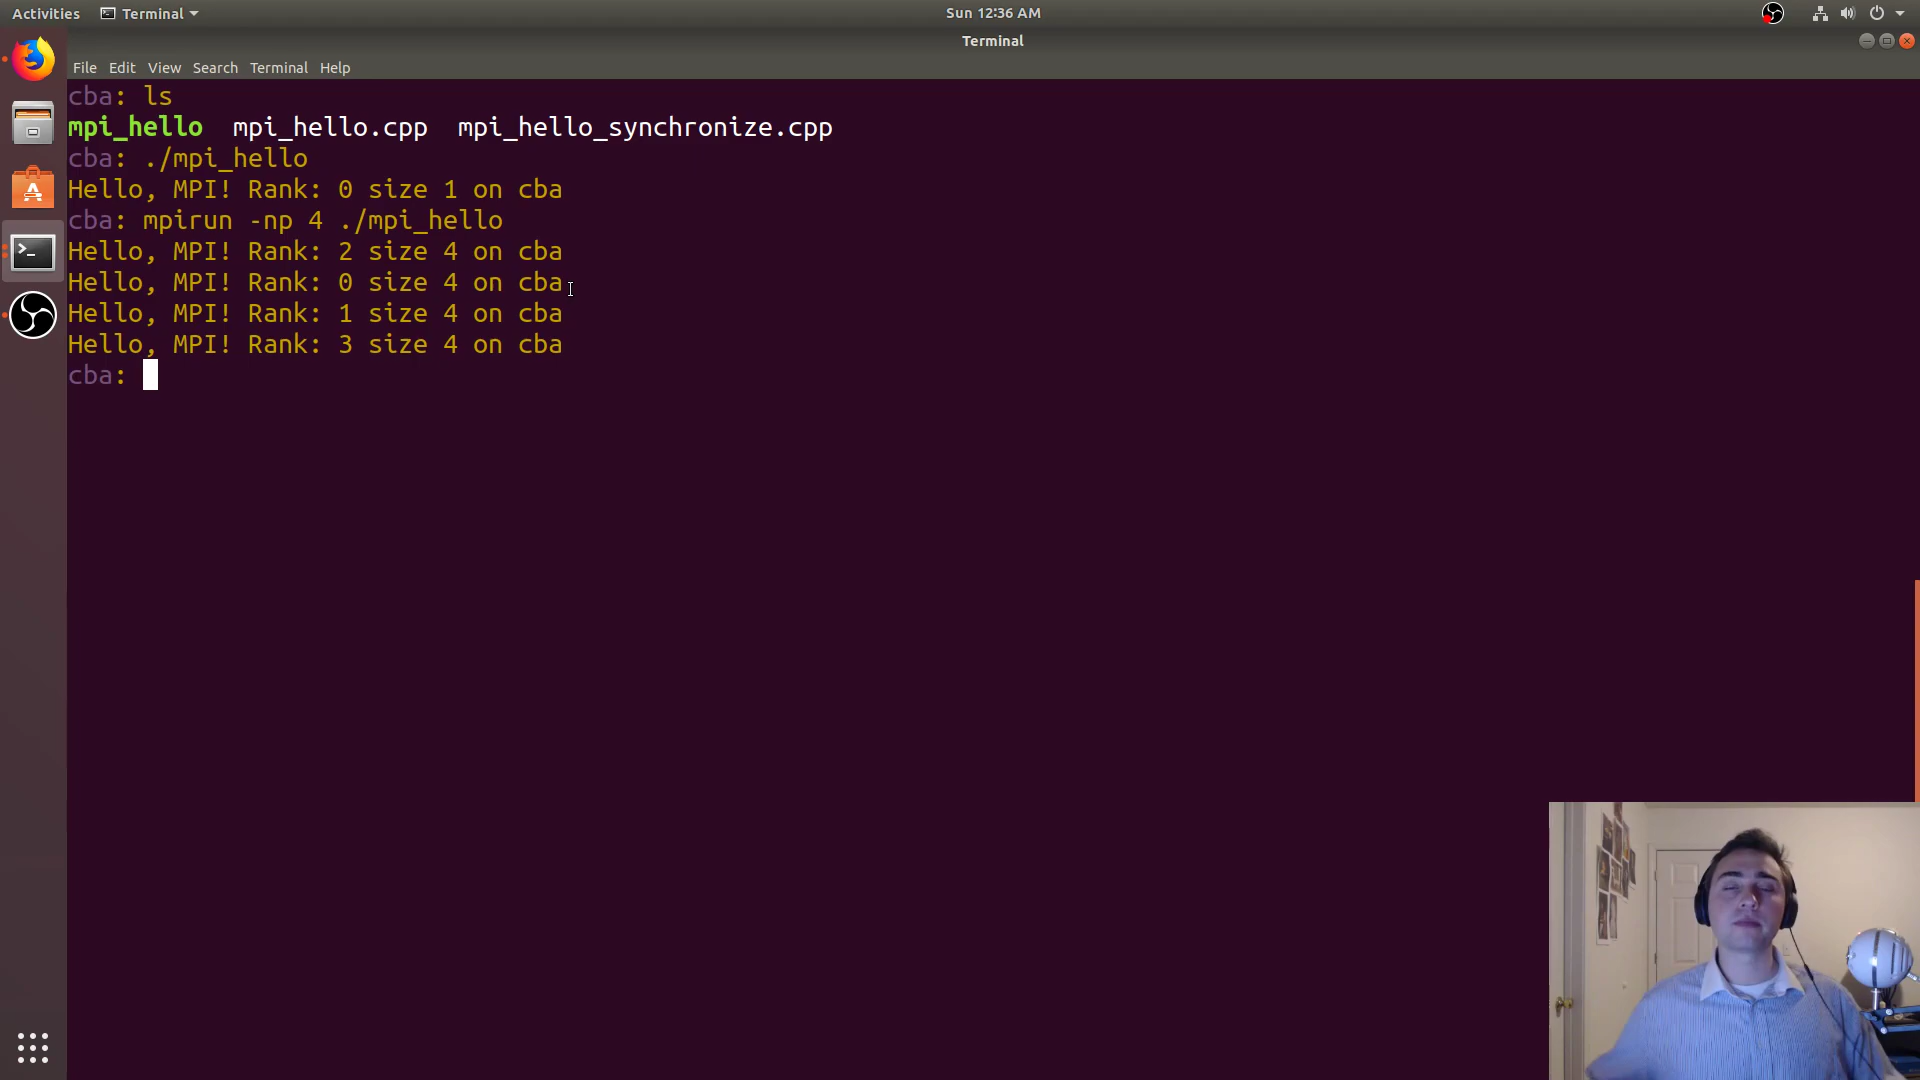 Activities Terminal Sun 12:36 AM
Terminal
File Edit View Search Terminal Help
cba: ls
mpi_hello mpi_hello.cpp mpi_hello_synchronize.cpp
cba: ./mpi_hello
Hello, MPI! Rank: 0 size 1 on cba
cba: mpirun -np 4 ./mpi_hello
Hello, MPI! Rank: 2 size 4 on cba
Hello, MPI! Rank: 0 size 4 on cba
Hello, MPI! Rank: 1 size 4 on cba
Hello, MPI! Rank: 3 size 4 on cba
cba: